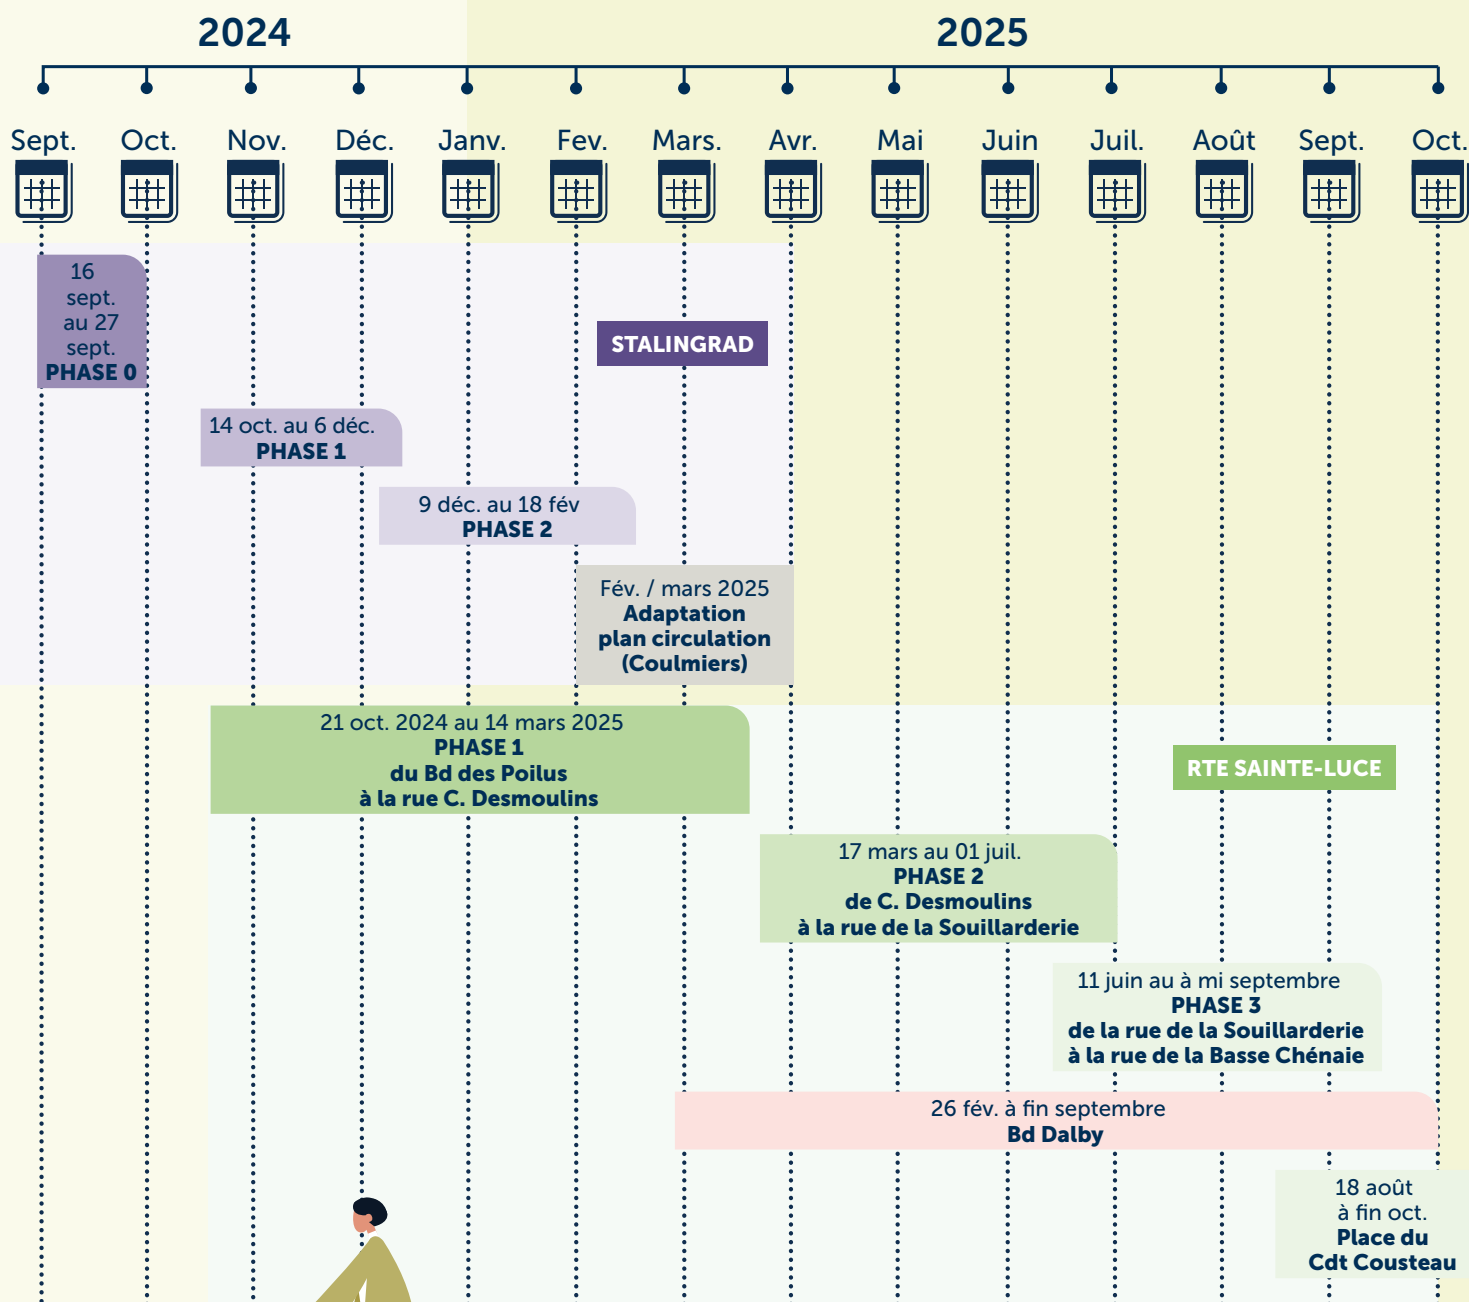 2024
2025
Sept.
Oct.
Nov.
Déc.
Janv.
Fev.
Mars.
Avr.
Mai
Juin
Juil.
Août
Sept.
Oct.
16
sept.
au 27
sept.
PHASE 0
STALINGRAD
14 oct. au 6 déc.
PHASE 1
9 déc. au 18 fév
PHASE 2
Fév. / mars 2025
Adaptation
plan circulation
(Coulmiers)
21 oct. 2024 au 14 mars 2025
PHASE 1
du Bd des Poilus
à la rue C. Desmoulins
RTE SAINTE-LUCE
17 mars au 01 juil.
PHASE 2
de C. Desmoulins
à la rue de la Souillarderie
11 juin au à mi septembre
PHASE 3
de la rue de la Souillarderie
à la rue de la Basse Chénaie
26 fév. à fin septembre
Bd Dalby
18 août
à fin oct.
Place du
Cdt Cousteau